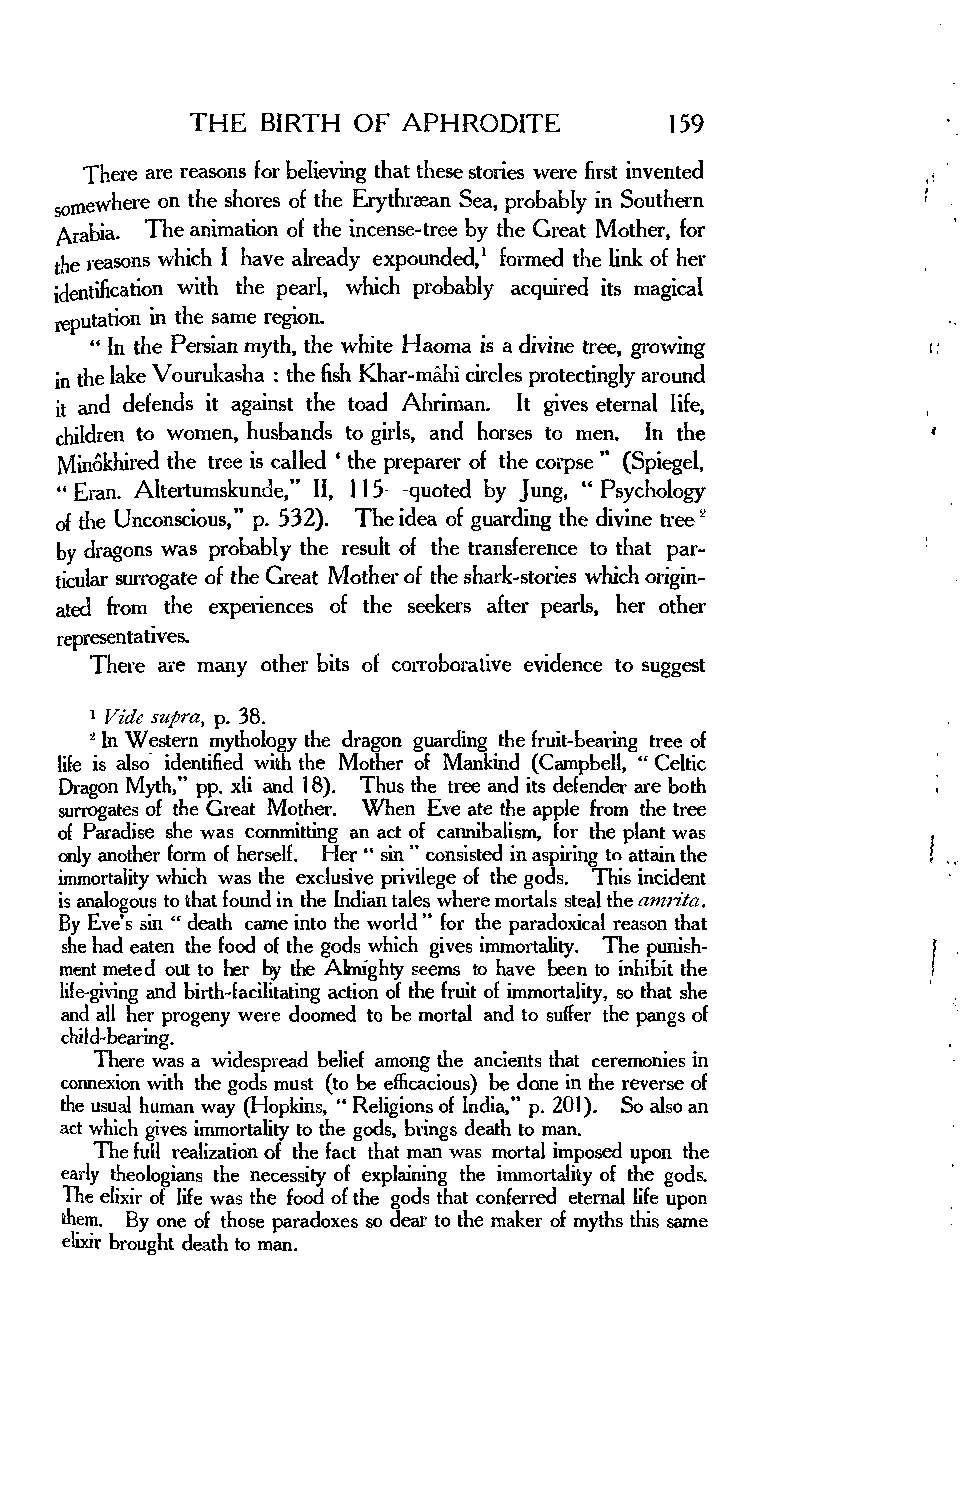 THE BIRTH OF APHRODITE 159
There are reasons for believing that these stories were first invented
somewhere on the shores of the Erythræan Sea, probably in Southern
Arabia. The animation of the incense-tree by the Great Mother, for
the reasons which I have already expounded,¹ formed the link of her
identification with the pearl, which probably acquired its magical
reputation in the same region.
“ In the Persian myth, the white Haoma is a divine tree, growing
in the lake Vourukasha : the fish Khar-mâhi circles protectingly around
it and defends it against the toad Ahriman. It gives eternal life,
children to women, husbands to girls, and horses to men. In the
Minôkhired the tree is called ‘ the preparer of the corpse ” (Spiegel,
“ Eran. Altertumskunde,” II, 115- -quoted by Jung, “ Psychology
of the Unconscious,” p. 532). The idea of guarding the divine tree ²
by dragons was probably the result of the transference to that par-
ticular surrogate of the Great Mother of the shark-stories which origin-
ated from the experiences of the seekers after pearls, her other
representatives.
There are many other bits of corroborative evidence to suggest
¹ Vide supra, p. 38.
² In Western mythology the dragon guarding the fruit-bearing tree of
life is also identified with the Mother of Mankind (Campbell, “ Celtic
Dragon Myth,” pp. xli and 18). Thus the tree and its defender are both
surrogates of the Great Mother. When Eve ate the apple from the tree
of Paradise she was committing an act of cannibalism, for the plant was
only another form of herself. Her “ sin ” consisted in aspiring to attain the
immortality which was the exclusive privilege of the gods. This incident
is analogous to that found in the Indian tales where mortals steal the amrita.
By Eve’s sin “ death came into the world ” for the paradoxical reason that
she had eaten the food of the gods which gives immortality. The punish-
ment meted out to her by the Almighty seems to have been to inhibit the
life-giving and birth-facilitating action of the fruit of immortality, so that she
and all her progeny were doomed to be mortal and to suffer the pangs of
child-bearing.
There was a widespread belief among the ancients that ceremonies in
connexion with the gods must (to be efficacious) be done in the reverse of
the usual human way (Hopkins, “ Religions of India,” p. 201). So also an
act which gives immortality to the gods, brings death to man.
The full realization of the fact that man was mortal imposed upon the
early theologians the necessity of explaining the immortality of the gods.
The elixir of life was the food of the gods that conferred eternal life upon
them. By one of those paradoxes so dear to the maker of myths this same
elixir brought death to man.